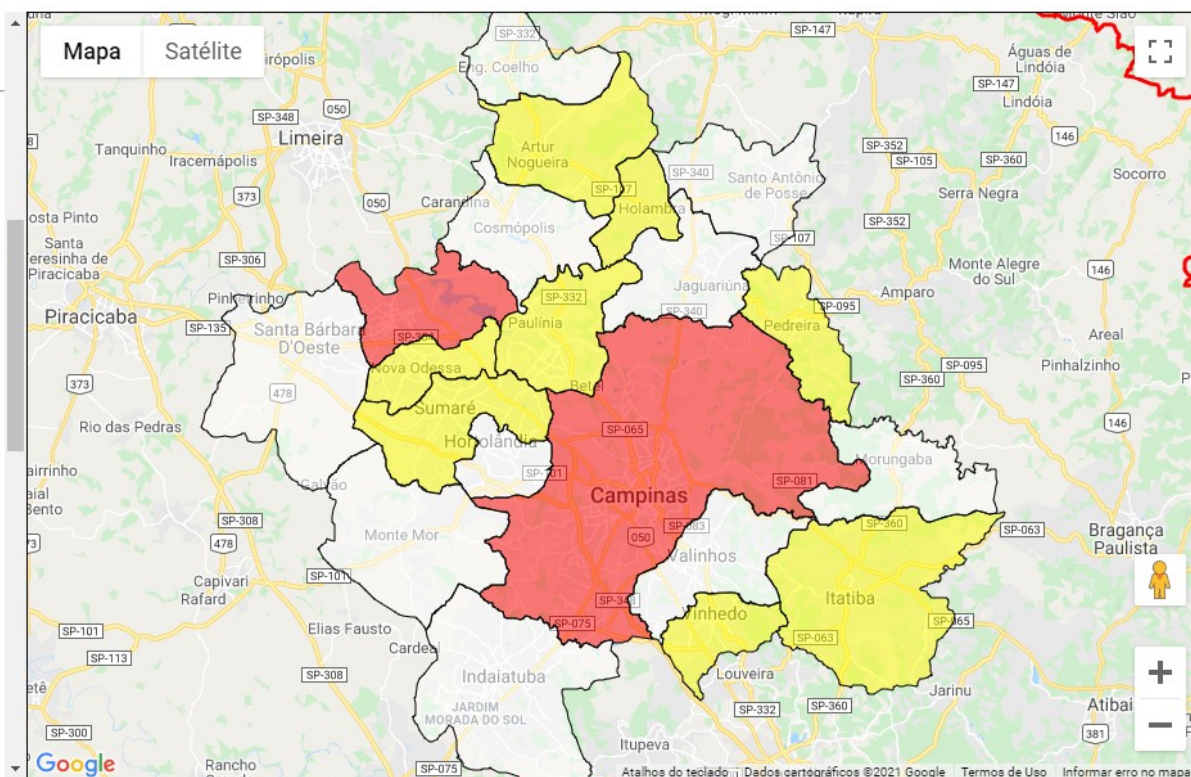 SP-332
Mapa
Satélite
Eng. Coelho
SP-147
Águas de
Lindóia
SP-147
Lindóia
050
SP-348
Limeira
Tanquinho
Iracemápolis
Artur
Nogueira
146
SP-352
SP-105
SP-360
Socorro
SP-340
Santo Antônio
de Posse
Serra Negra
373
050
Carandina
Holambra
osta Pinto
Cosmópolis
SP-352
SP-107
Santa
SP-306
Piracicaba
Monte Alegre
do Sul
146
Jaguariúna
Amparo
SP-332
SP-340
SP-095
Piracicaba
SP-135
Santa Bárbara
D'Oeste
Paulínia
Pedreira
Areal
Nova Odessa
SP-095
Pinhalzinho
373
478
Betel
SP-360
Sumaré
146
Rio das Pedras
SP-065
Hortolândia
Morungaba
SP-101
SP-081
Galvão
Campinas
SP-308
SP-083
SP-360
SP-063
478
Monte Mor
050
Valinhos
Bragança
Paulista
Capivari
Rafard
SP-101
Itatiba
SP-075
Vinhedo
SP-065
SP-101
Elias Fausto
SP-063
SP-113
Cardeal
SP-308
Indaiatuba
Louveira
Jarinu
JARDIM
MORADA DO SOL
SP-332
SP-360
Atibai
SP-300
381
Itupeva
Google
Rancho
SP-075
Atalhos do teclado
Dados cartográficos ©2021 Google
Termos de Uso
Informar erro no mapa